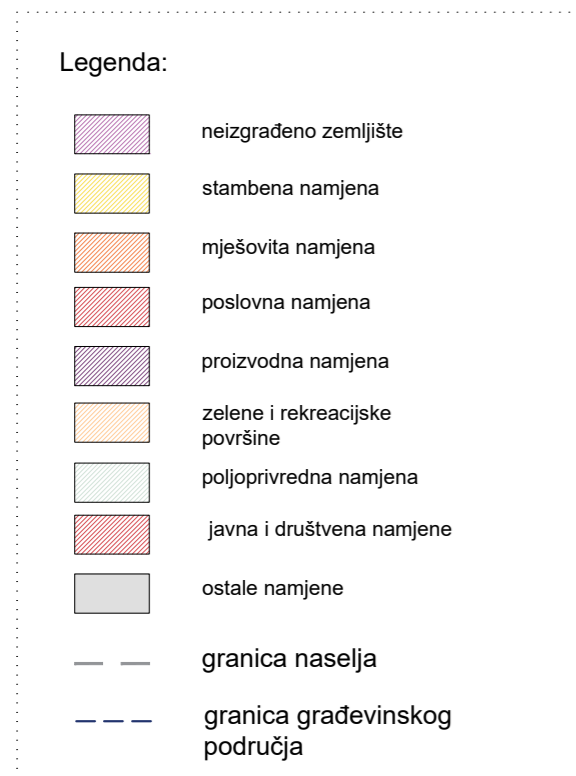 Legenda:
neizgrađeno zemljište
stambena namjena
mješovita namjena
poslovna namjena
proizvodna namjena
zelene i rekreacijske
površine
poljoprivredna namjena
javna i društvena namjene
ostale namjene
granica naselja
granica građevinskog
područja